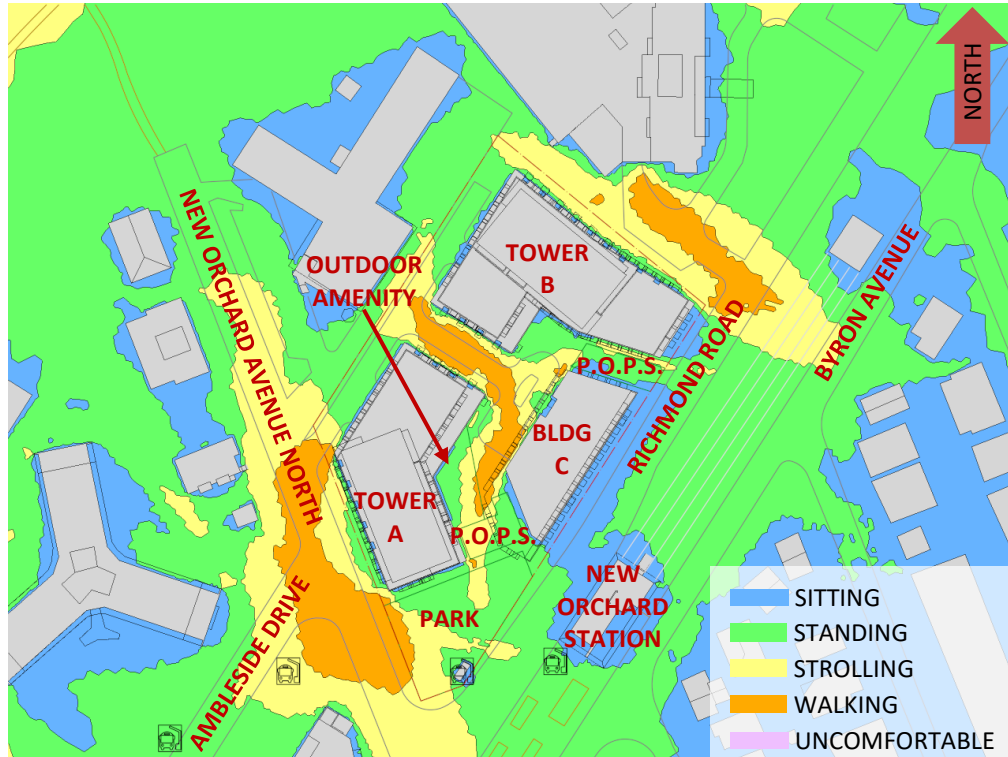 NORTH
NEW ORCHARD AVENUE NORTH
OUTDOOR
AMENITY
TOWER
B
BYRON AVENUE
P.O.P.S.
RICHMOND ROAD
BLDG
C
TOWER
A
P.O.P.S.
NEW
ORCHARD
STATION
PARK
AMBLESIDE DRIVE
SITTING
STANDING
STROLLING
WALKING
UNCOMFORTABLE